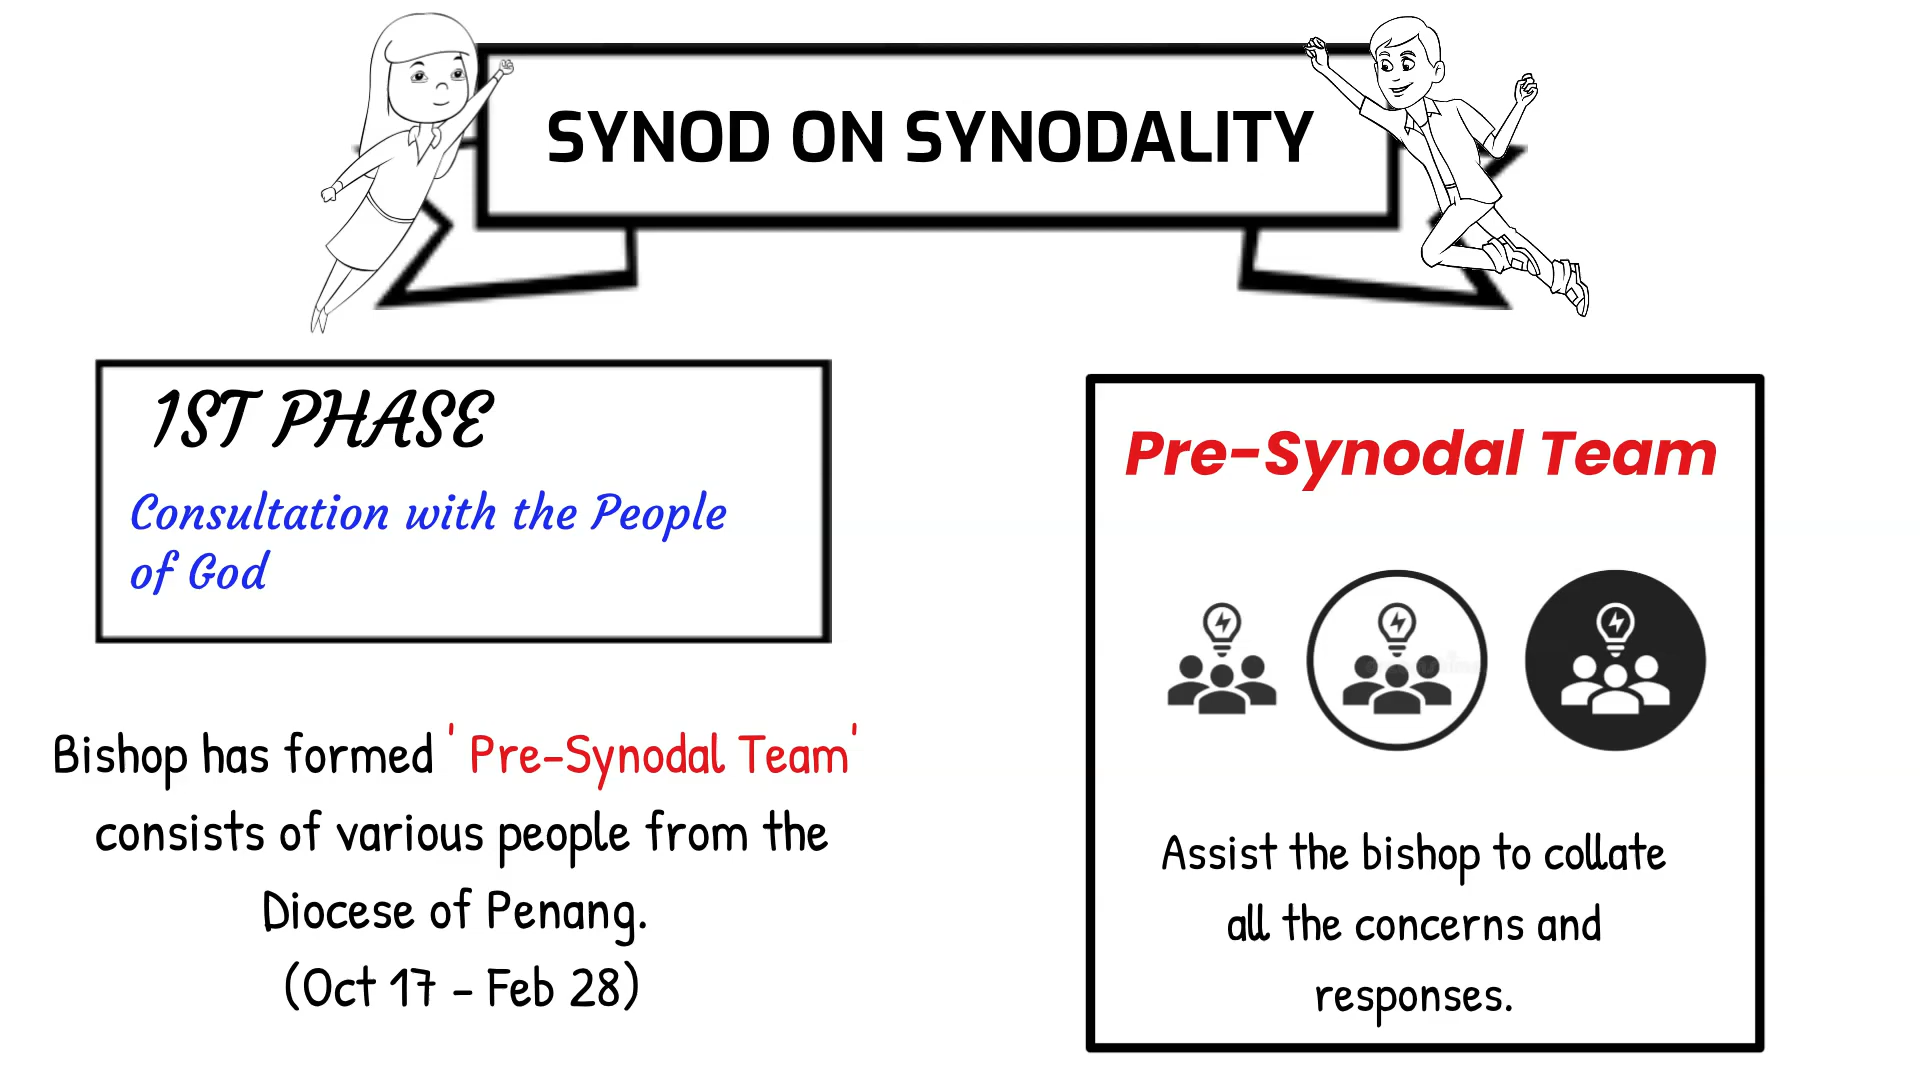 SYNOD ON SYNODALITY
1ST PHASE
Consultation with the People
of God
Bishop has formed ' Pre-Synodal Team'
consists of various people from the
Diocese of Penang.
(Oct 17 - Feb 28)
Pre-Synodal Team
Assist the bishop to collate
all the concerns and
responses.